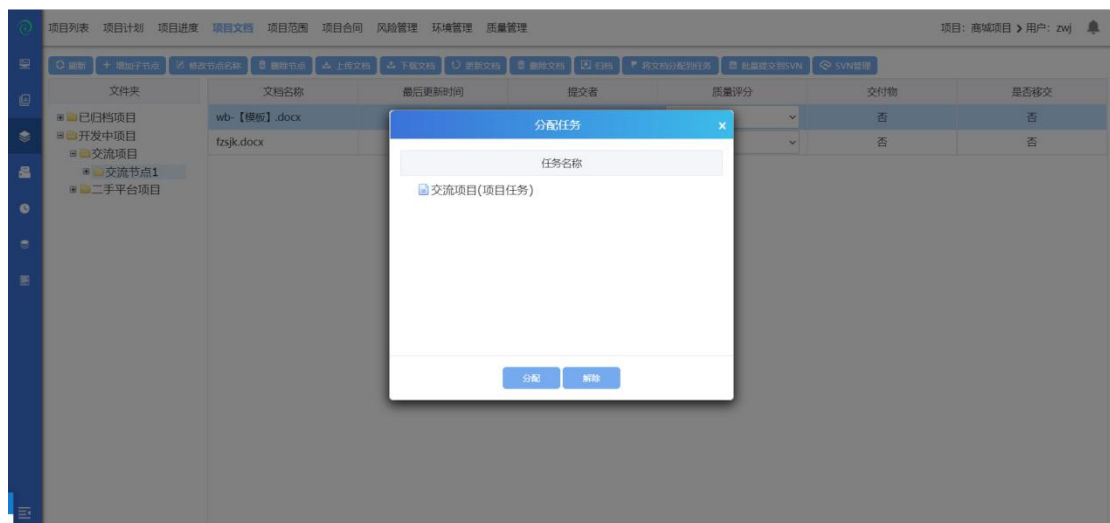 项目列表 项目计划 项目进度 项目文档 项目范围 项目合同 风险管理 环境管理 质量管理 项目：商城项目 用户：zwj
刷新 增加子节点 修改节点名称 删除节点 上传文档 下载文档 更新文档 删除文档 归档 将文档分配到任务 批量提交到SVN SVN管理
文件夹 文档名称 最后更新时间 提交者 质量评分 交付物 是否移交
已归档项目 wb-【模板】.docx 否 否
开发中项目 fzsjk.docx 否 否
交流项目
交流节点1
二手平台项目
分配任务
任务名称
交流项目(项目任务)
分配 解除